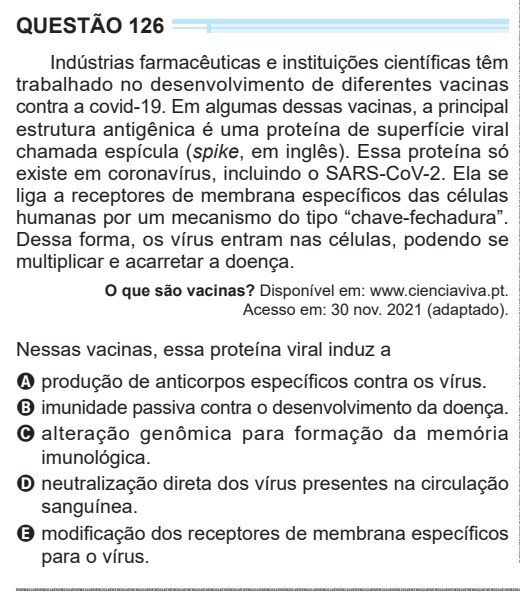 QUESTÃO 126
Indústrias farmacêuticas e instituições científicas têm
trabalhado no desenvolvimento de diferentes vacinas
contra a covid-19. Em algumas dessas vacinas, a principal
estrutura antigênica é uma proteína de superfície viral
chamada espícula (spike, em inglês). Essa proteína só
existe em coronavírus, incluindo o SARS-CoV-2. Ela se
liga a receptores de membrana específicos das células
humanas por um mecanismo do tipo “chave-fechadura”.
Dessa forma, os vírus entram nas células, podendo se
multiplicar e acarretar a doença.
O que são vacinas? Disponível em: www.cienciaviva.pt.
Acesso em: 30 nov. 2021 (adaptado).
Nessas vacinas, essa proteína viral induz a
A produção de anticorpos específicos contra os vírus.
B imunidade passiva contra o desenvolvimento da doença.
C alteração genômica para formação da memória
imunológica.
D neutralização direta dos vírus presentes na circulação
sanguínea.
E modificação dos receptores de membrana específicos
para o vírus.